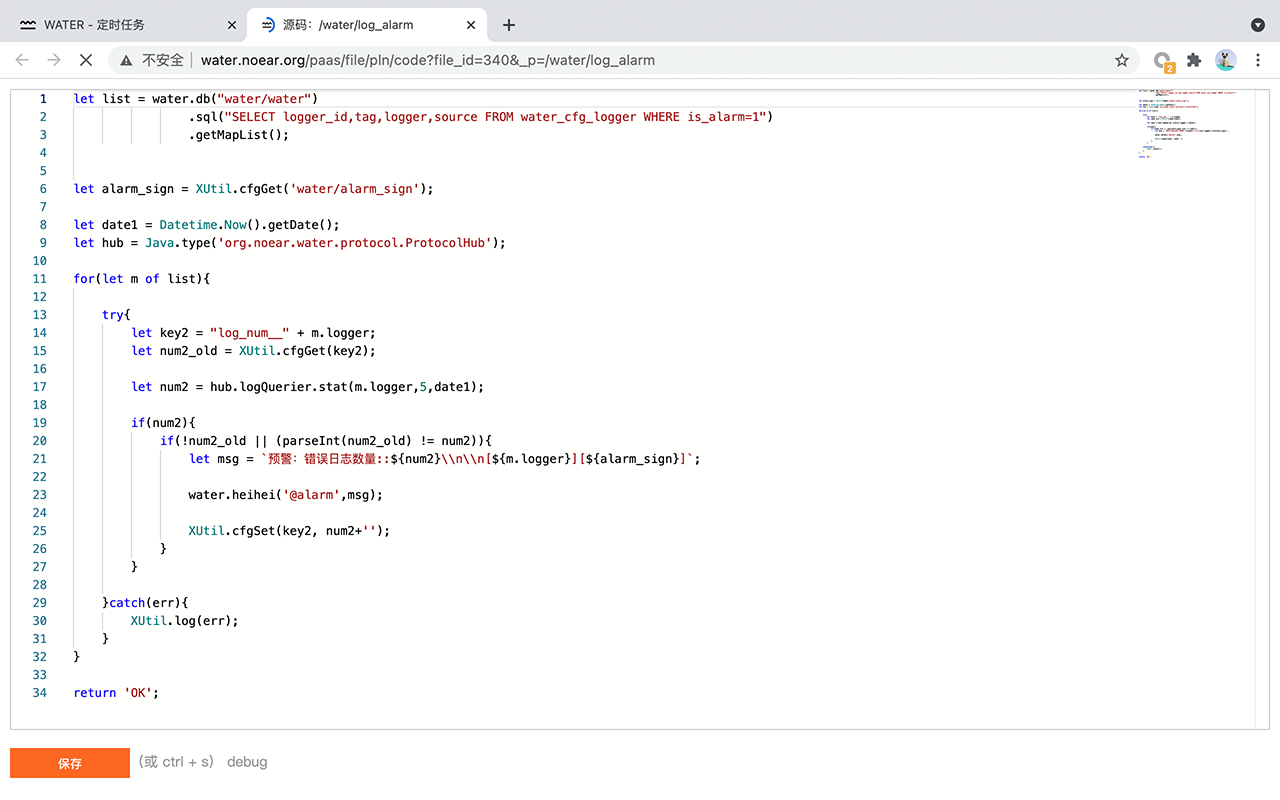 WATER - 定时任务
源码：/water/log_alarm
不安全 water.noear.org/paas/file/pln/code?file_id=340&_p=/water/log_alarm
2
1 let list = water.db("water/water")
2 .sql("SELECT logger_id,tag,logger,source FROM water_cfg_logger WHERE is_alarm=1")
3 .getMapList();
4
5
6 let alarm_sign = XUtil.cfgGet('water/alarm_sign');
7
8 let date1 = Datetime.Now().getDate();
9 let hub = Java.type('org.noear.water.protocol.ProtocolHub');
10
11 for(let m of list){
12
13 try{
14 let key2 = "log_num__" + m.logger;
15 let num2_old = XUtil.cfgGet(key2);
16
17 let num2 = hub.logQuerier.stat(m.logger,5,date1);
18
19 if(num2){
20 if(!num2_old || (parseInt(num2_old) != num2)){
21 let msg = `预警：错误日志数量::${num2}\\n\\n[${m.logger}][${alarm_sign}]`;
22
23 water.heihei('@alarm',msg);
24
25 XUtil.cfgSet(key2, num2+'');
26 }
27 }
28
29 }catch(err){
30 XUtil.log(err);
31 }
32 }
33
34 return 'OK';
保存 (或 ctrl + s) debug